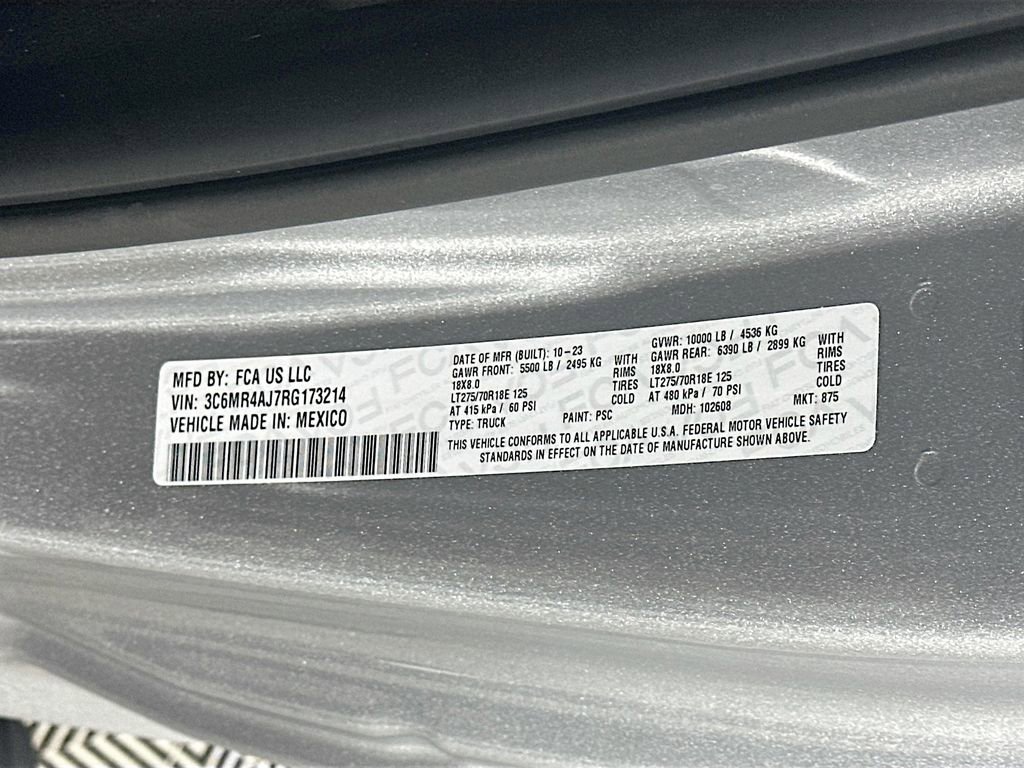 MFD BY: FCA US LLC
VIN: 3C6MR4AJ7RG173214
VEHICLE MADE IN: MEXICO
DATE OF MFR (BUILT): 10-23
GAWR FRONT: 5500 LB / 2495 KG WITH
18X8.0 RIMS
LT275/70R18E 125 TIRES
AT 415 kPa / 60 PSI COLD
TYPE: TRUCK PAINT: PSC
GVWR: 10000 LB / 4536 KG
GAWR REAR: 6390 LB / 2899 KG WITH
18X8.0 RIMS
LT275/70R18E 125 TIRES
AT 480 kPa / 70 PSI COLD
MDH: 102608 MKT: 875
THIS VEHICLE CONFORMS TO ALL APPLICABLE U.S.A. FEDERAL MOTOR VEHICLE SAFETY
STANDARDS IN EFFECT ON THE DATE OF MANUFACTURE SHOWN ABOVE.